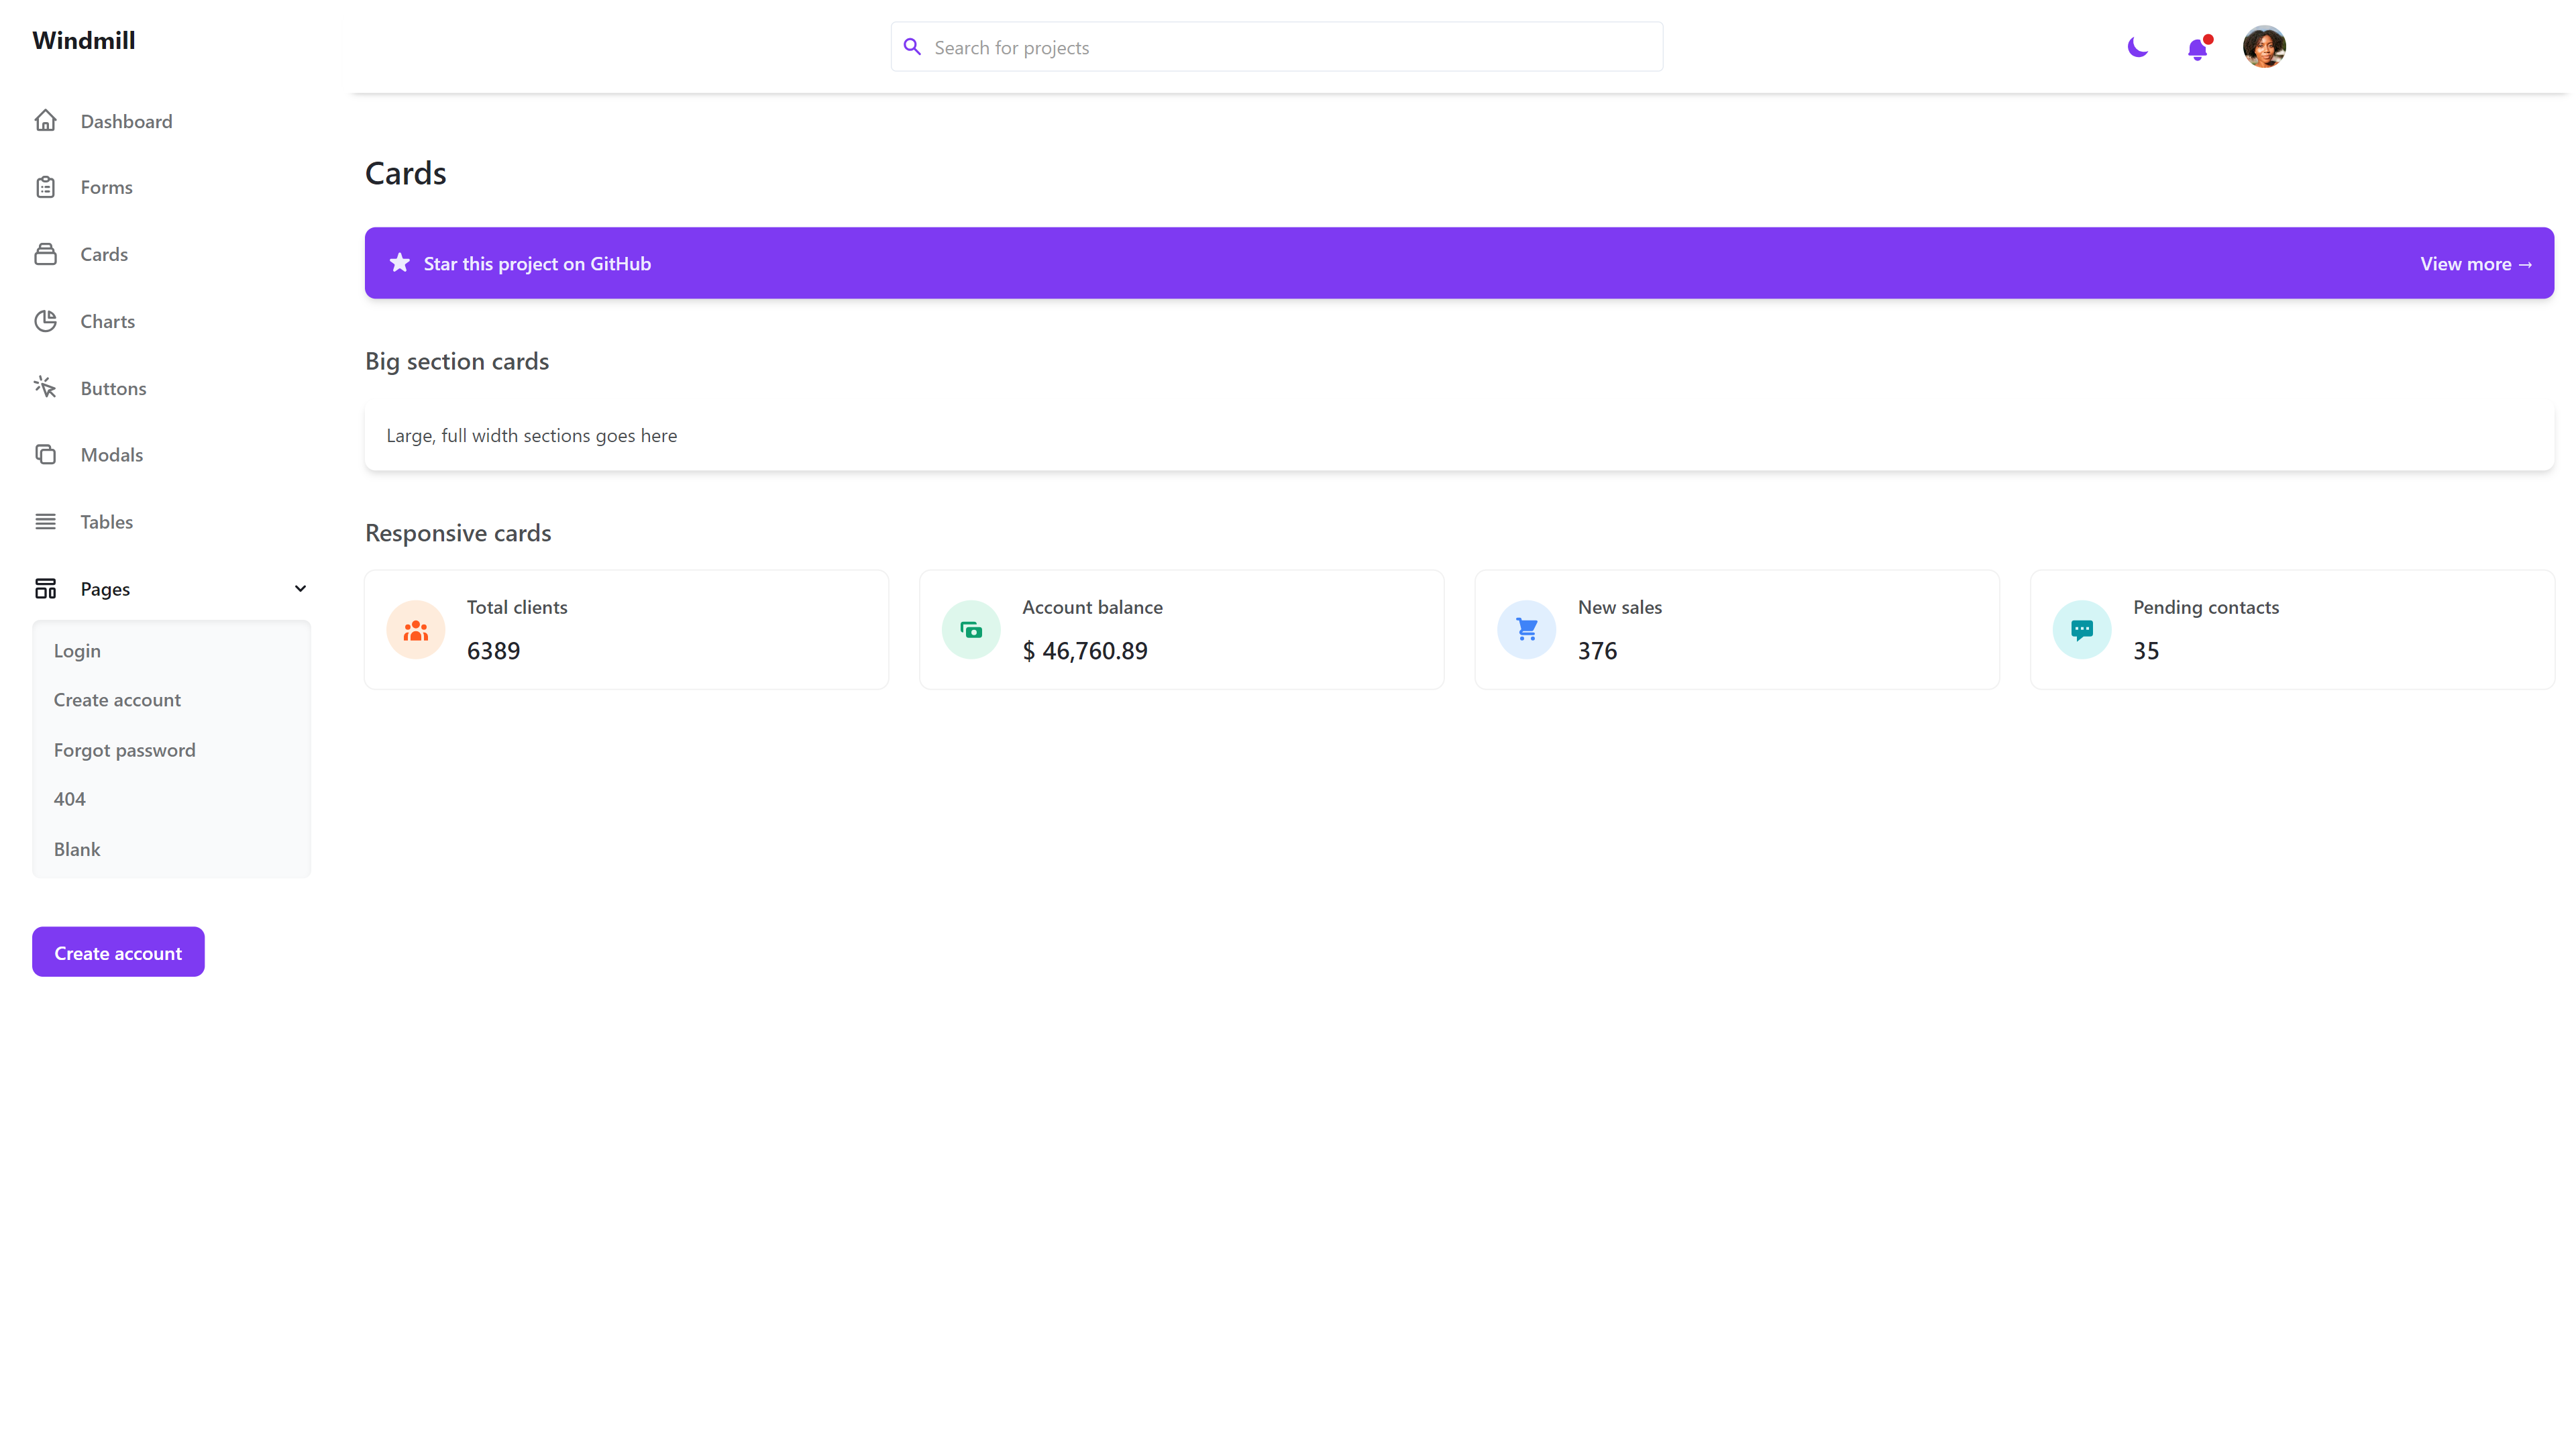 Windmill
Search for projects
Dashboard
Forms
Cards
Charts
Buttons
Modals
Tables
Pages
Login
Create account
Forgot password
404
Blank
Create account
Cards
Star this project on GitHub
View more →
Big section cards
Large, full width sections goes here
Responsive cards
Total clients
6389
Account balance
$ 46,760.89
New sales
376
Pending contacts
35